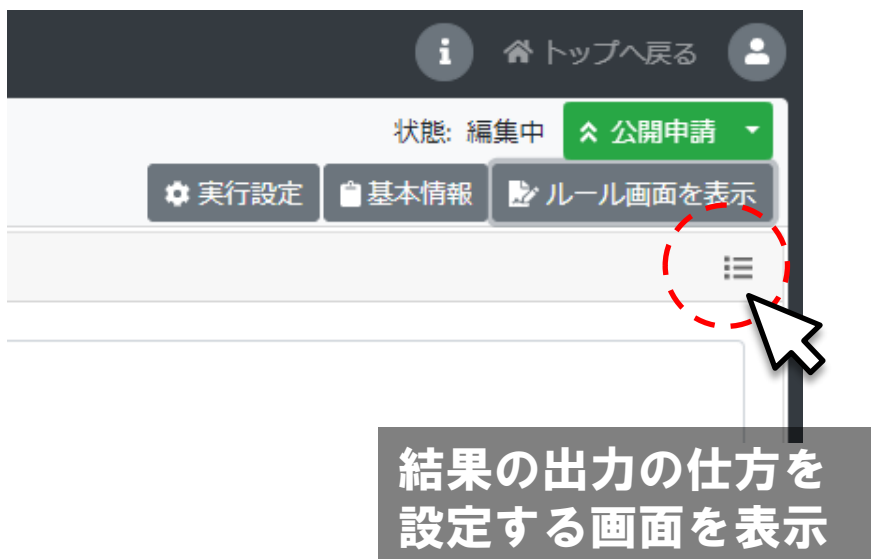 トップへ戻る
状態: 編集中 公開申請
実行設定 基本情報 ルール画面を表示
結果の出力の仕方を
設定する画面を表示